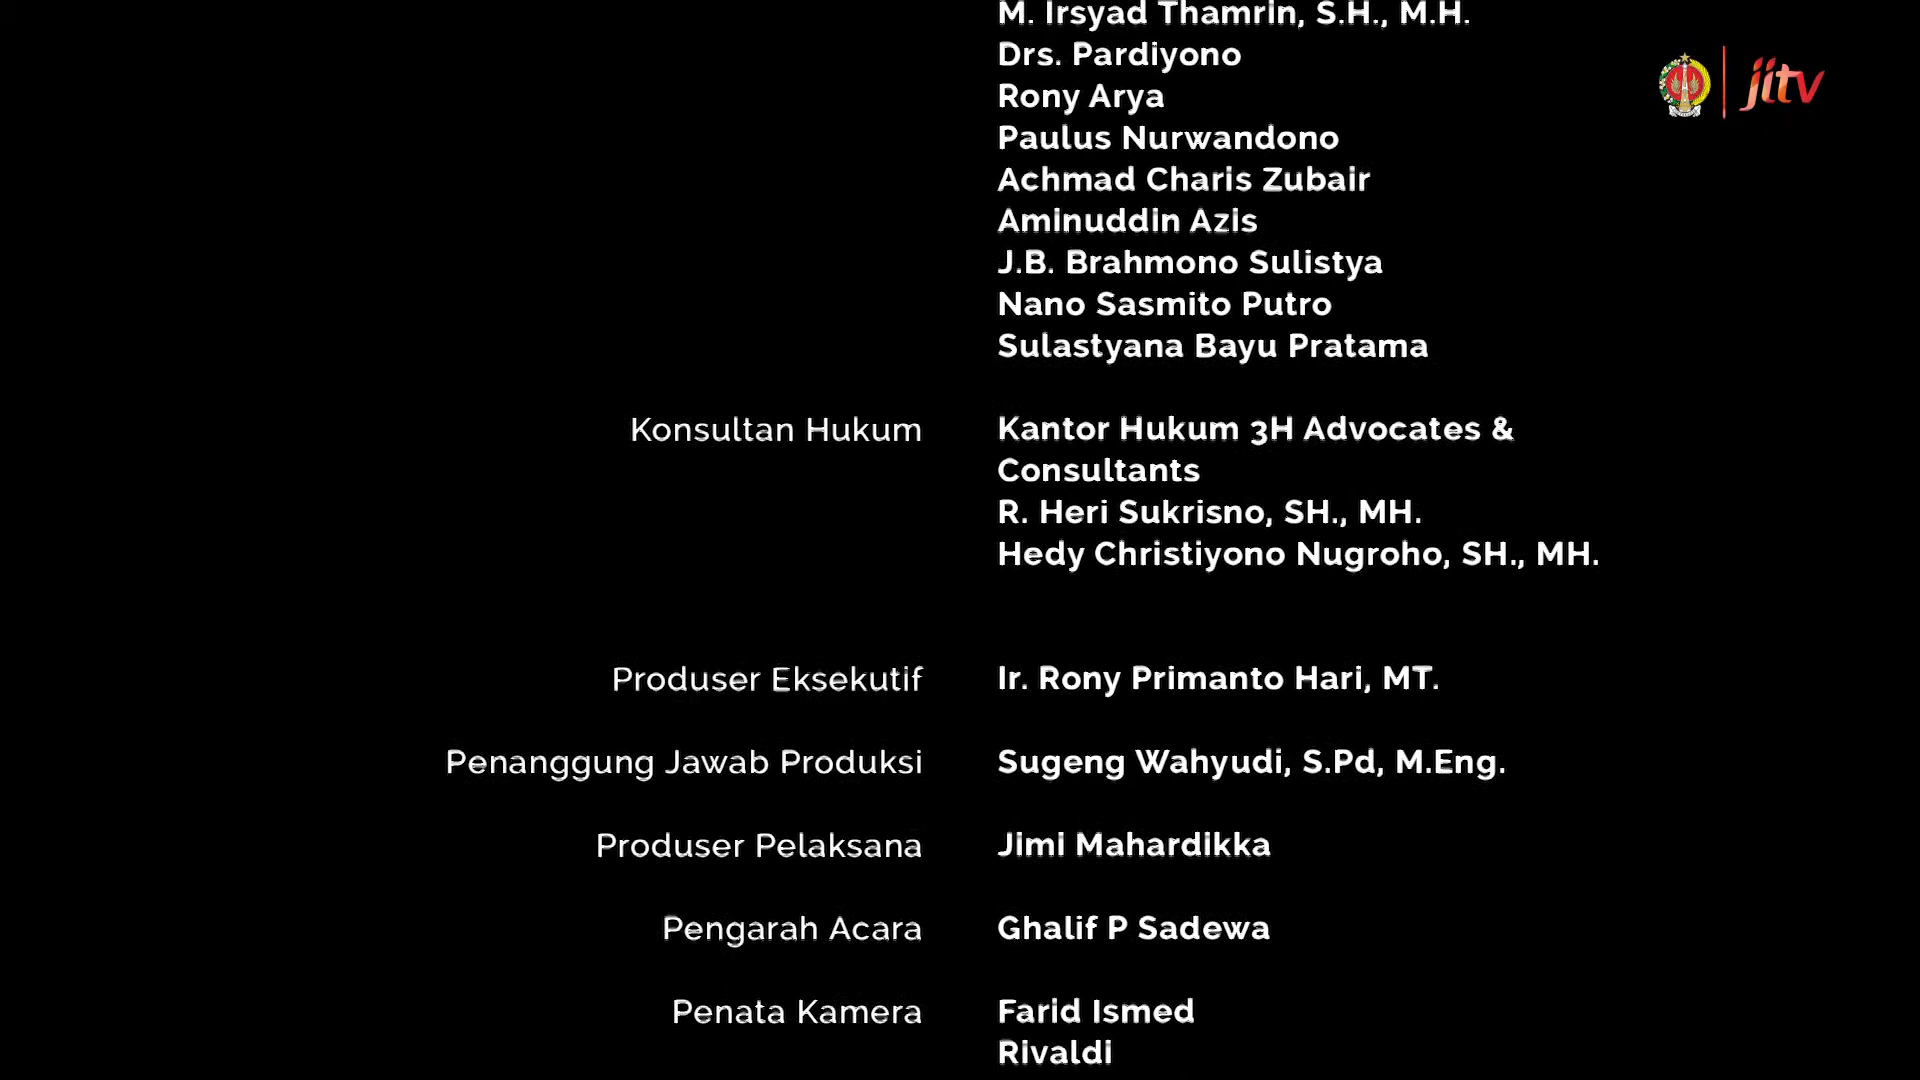 M. Irsyad Thamrin, S.H., M.H.
Drs. Pardiyono
Rony Arya
Paulus Nurwandono
Achmad Charis Zubair
Aminuddin Azis
J.B. Brahmono Sulistya
Nano Sasmito Putro
Sulastyana Bayu Pratama
jitv
Konsultan Hukum Kantor Hukum 3H Advocates &
Consultants
R. Heri Sukrisno, SH., MH.
Hedy Christiyono Nugroho, SH., MH.
Produser Eksekutif Ir. Rony Primanto Hari, MT.
Penanggung Jawab Produksi Sugeng Wahyudi, S.Pd, M.Eng.
Produser Pelaksana Jimi Mahardikka
Pengarah Acara Ghalif P Sadewa
Penata Kamera Farid Ismed
Rivaldi